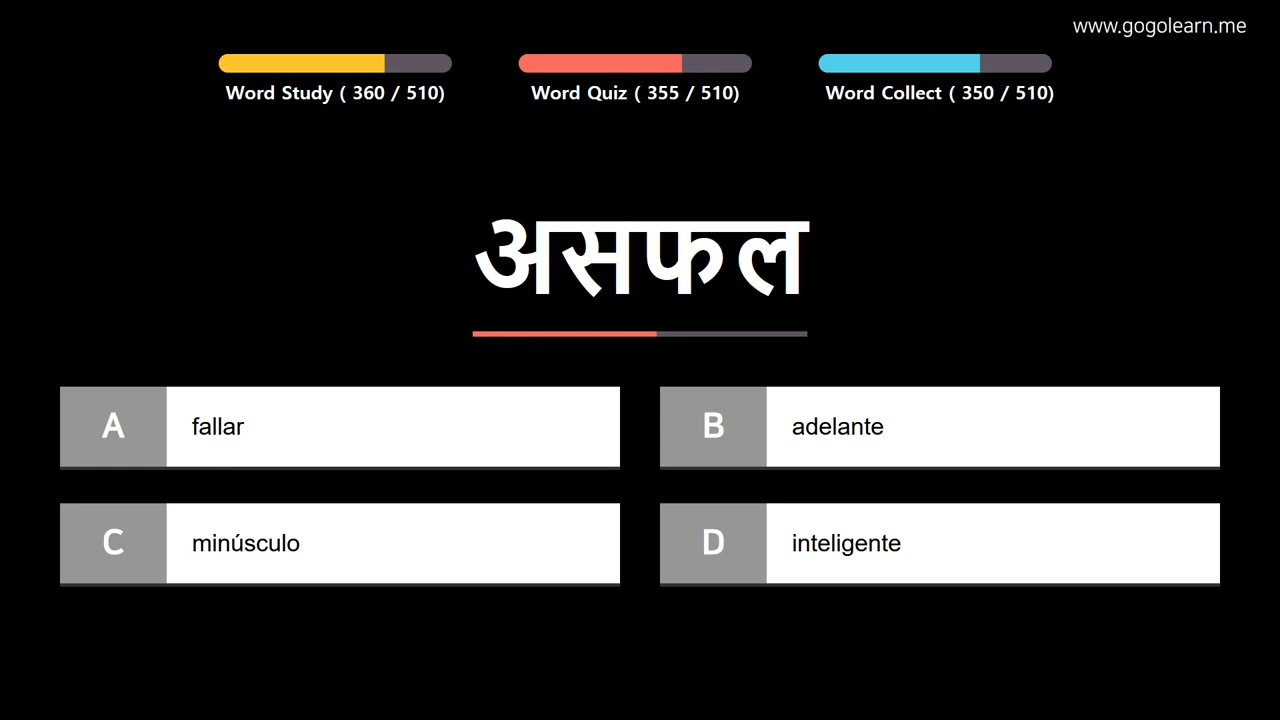 www.gogolearn.me
Word Study ( 360 / 510)
Word Quiz ( 355 / 510)
Word Collect ( 350 / 510)
असफल
A fallar
B adelante
C minúsculo
D inteligente